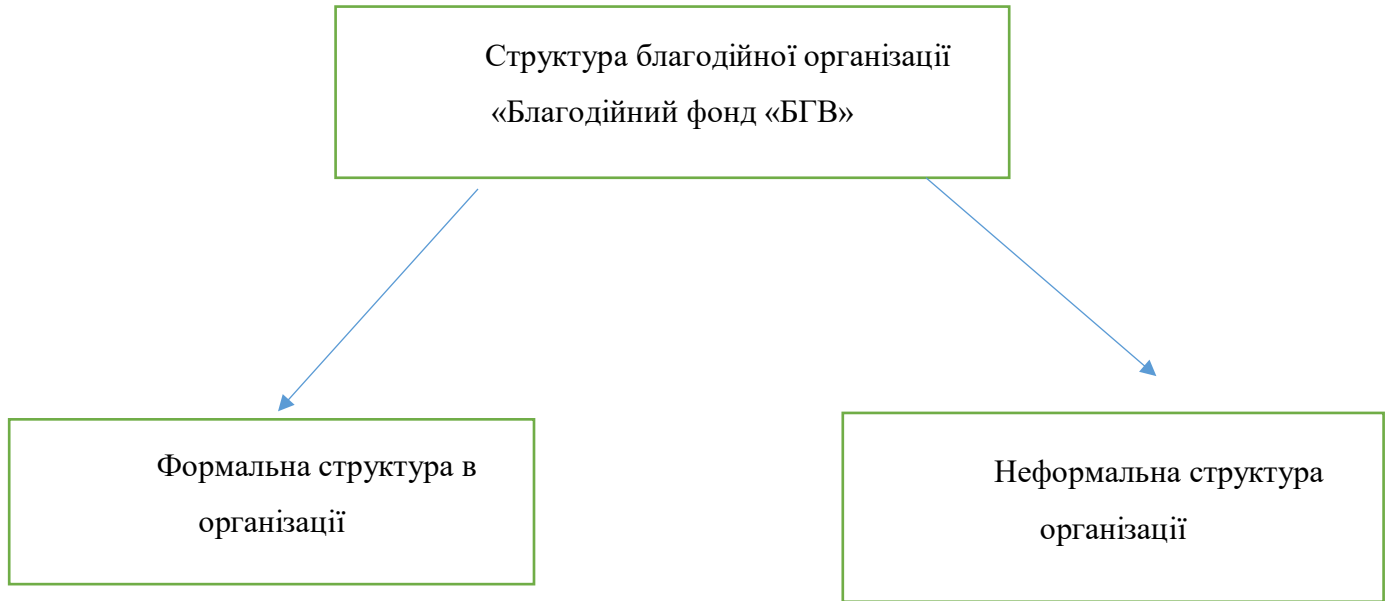 Структура благодійної організації
«Благодійний фонд «БГВ»
Формальна структура в
організації
Неформальна структура
організації